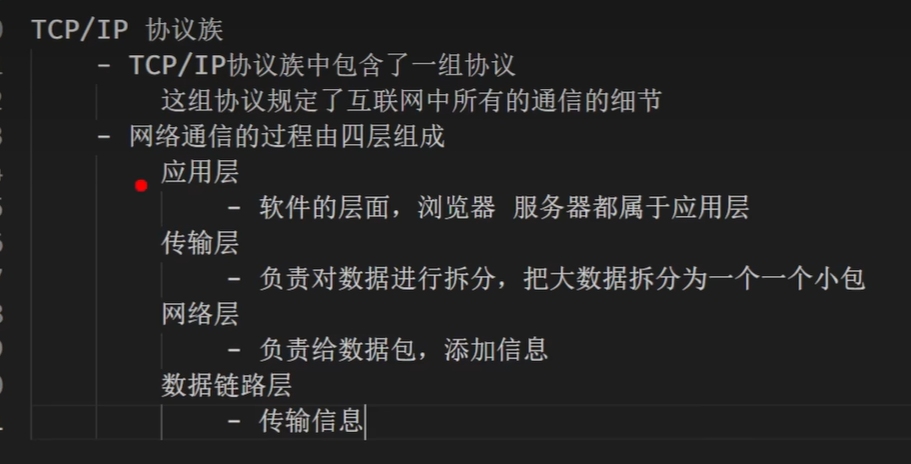 TCP/IP 协议族
- TCP/IP协议族中包含了一组协议
这组协议规定了互联网中所有的通信的细节
- 网络通信的过程由四层组成
应用层
- 软件的层面，浏览器 服务器都属于应用层
传输层
- 负责对数据进行拆分，把大数据拆分为一个一个小包
网络层
- 负责给数据包，添加信息
数据链路层
- 传输信息